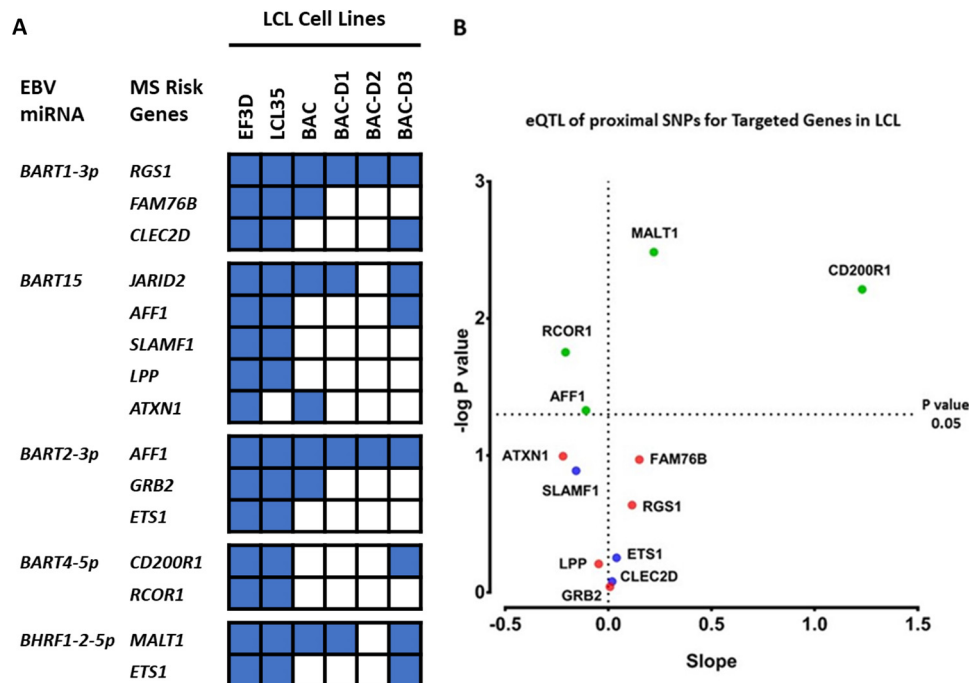 A
LCL Cell Lines
EBV
miRNA
MS Risk
Genes
EF3D
LCL35
BAC
BAC-D1
BAC-D2
BAC-D3
BART1-3p RGS1
FAM76B
CLEC2D
BART15 JARID2
AFF1
SLAMF1
LPP
ATXN1
BART2-3p AFF1
GRB2
ETS1
BART4-5p CD200R1
RCOR1
BHRF1-2-5p MALT1
ETS1
B
eQTL of proximal SNPs for Targeted Genes in LCL
-log P value
3
2
1
0
MALT1
CD200R1
RCOR1
AFF1
P value
0.05
ATXN1
FAM76B
SLAMF1
RGS1
ETS1
LPP
CLEC2D
GRB2
-0.5 0.0 0.5 1.0 1.5
Slope